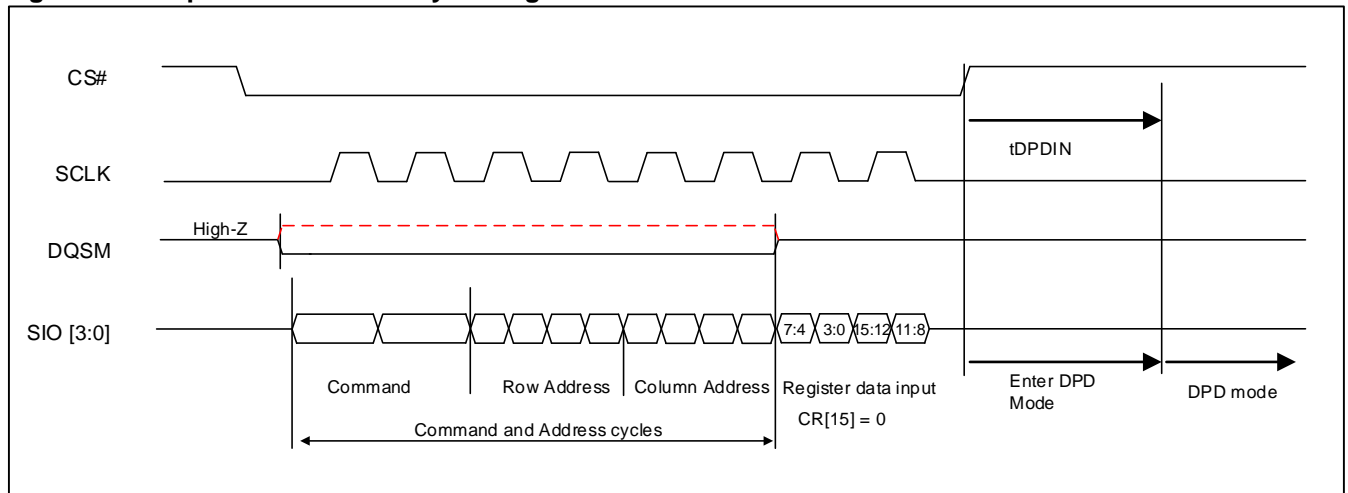 CS#
tDPDIN
SCLK
High-Z
DQSM
SIO [3:0]
7:4 3:0 15:12 11:8
Command Row Address Column Address Register data input Enter DPD DPD mode
Mode
CR[15] = 0
Command and Address cycles